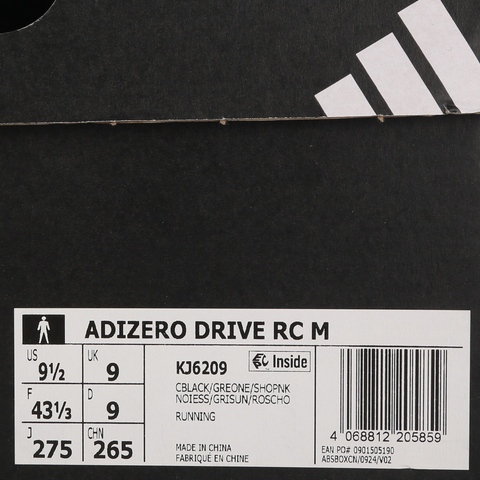 ADIZERO DRIVE RC M
US 9½ UK 9
F 43⅓ D 9
J 275 CHN 265
KJ6209 Inside
CBLACK/GREONE/SHOPNK
NOIESS/GRISUN/ROSCHO
RUNNING
MADE IN CHINA
FABRIQUÉ EN CHINE
4 068812 205859
EAN PO# 0901505190
ABSBOXCN/0924/V02